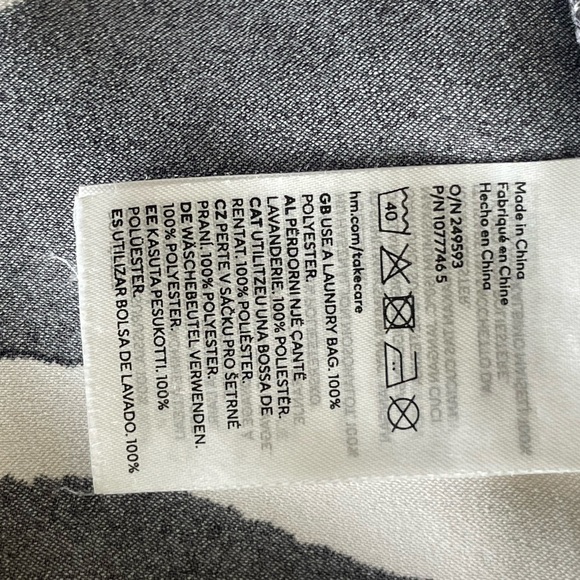 Made in China
Fabriqué en Chine
Hecho en China
O/N 249593
P/N 1077746 5
40
hm.com/takecare
GB USE A LAUNDRY BAG. 100%
POLYESTER.
AL PËRDORNI NJË ÇANTË
LAVANDERIE. 100% POLIESTËR.
CAT UTILITZEU UNA BOSSA DE
RENTAT. 100% POLIÈSTER.
CZ PERTE V SÁČKU PRO ŠETRNÉ
PRANÍ. 100% POLYESTER.
DE WÄSCHEBEUTEL VERWENDEN.
100% POLYESTER.
EE KASUTA PESUKOTTI. 100%
POLÜESTER.
ES UTILIZAR BOLSA DE LAVADO. 100%